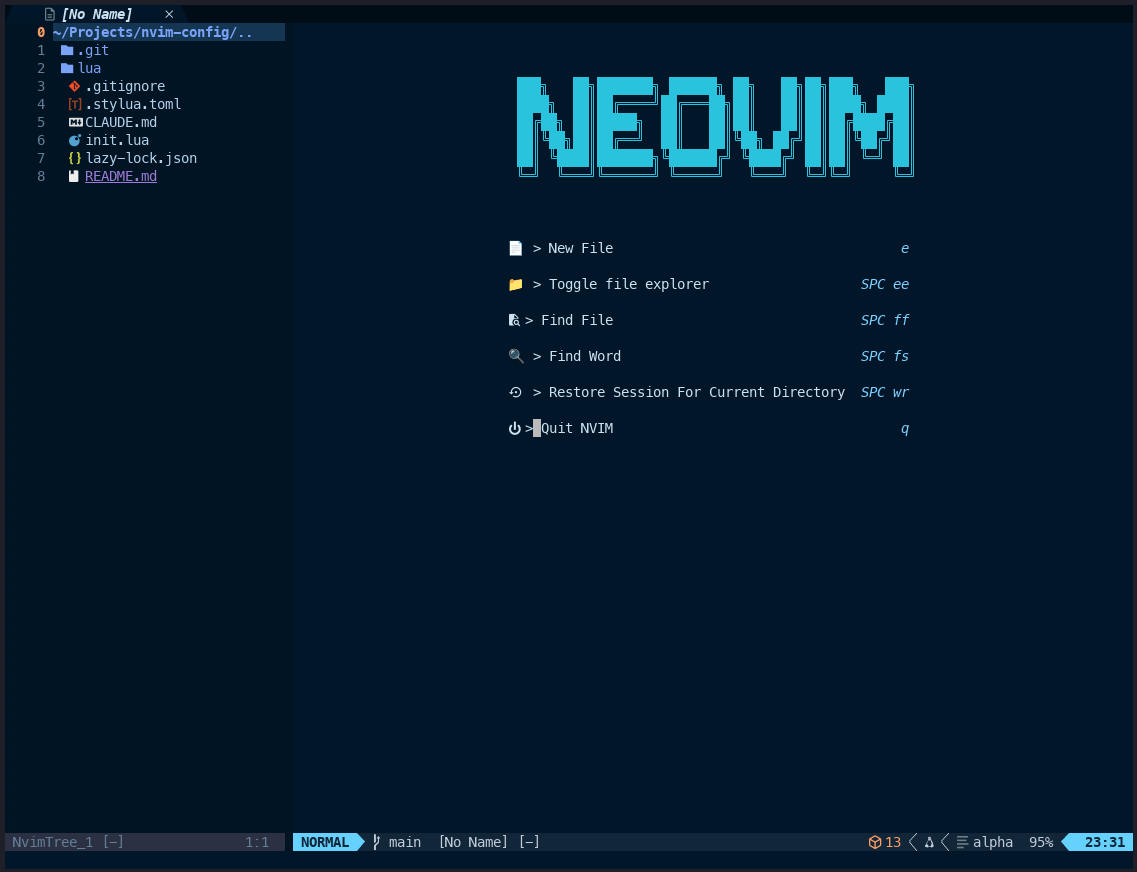 [No Name] ×
0 ~/Projects/nvim-config/..
1 .git
2 lua
3 .gitignore
4 [T] .stylua.toml
5 CLAUDE.md
6 init.lua
7 {} lazy-lock.json
8 README.md
NEOVIM
> New File e
> Toggle file explorer SPC ee
> Find File SPC ff
> Find Word SPC fs
> Restore Session For Current Directory SPC wr
> Quit NVIM q
NvimTree_1 [-] 1:1
NORMAL main [No Name] [-] 13 alpha 95% 23:31